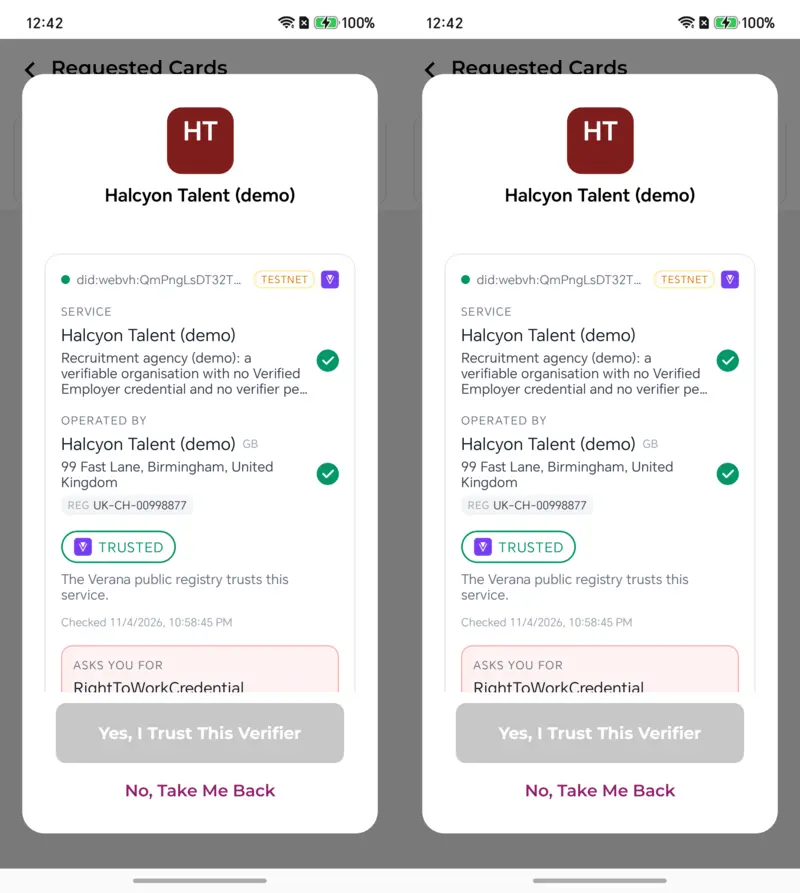 12:42
100%
Requested Cards
HT
Halcyon Talent (demo)
did:webvh:QmPngLsDT32T...
TESTNET
SERVICE
Halcyon Talent (demo)
Recruitment agency (demo): a
verifiable organisation with no Verified
Employer credential and no verifier pe...
OPERATED BY
Halcyon Talent (demo) GB
99 Fast Lane, Birmingham, United
Kingdom
REG UK-CH-00998877
TRUSTED
The Verana public registry trusts this
service.
Checked 11/4/2026, 10:58:45 PM
ASKS YOU FOR
RightToWorkCredential
Yes, I Trust This Verifier
No, Take Me Back
12:42
100%
Requested Cards
HT
Halcyon Talent (demo)
did:webvh:QmPngLsDT32T...
TESTNET
SERVICE
Halcyon Talent (demo)
Recruitment agency (demo): a
verifiable organisation with no Verified
Employer credential and no verifier pe...
OPERATED BY
Halcyon Talent (demo) GB
99 Fast Lane, Birmingham, United
Kingdom
REG UK-CH-00998877
TRUSTED
The Verana public registry trusts this
service.
Checked 11/4/2026, 10:58:45 PM
ASKS YOU FOR
RightToWorkCredential
Yes, I Trust This Verifier
No, Take Me Back